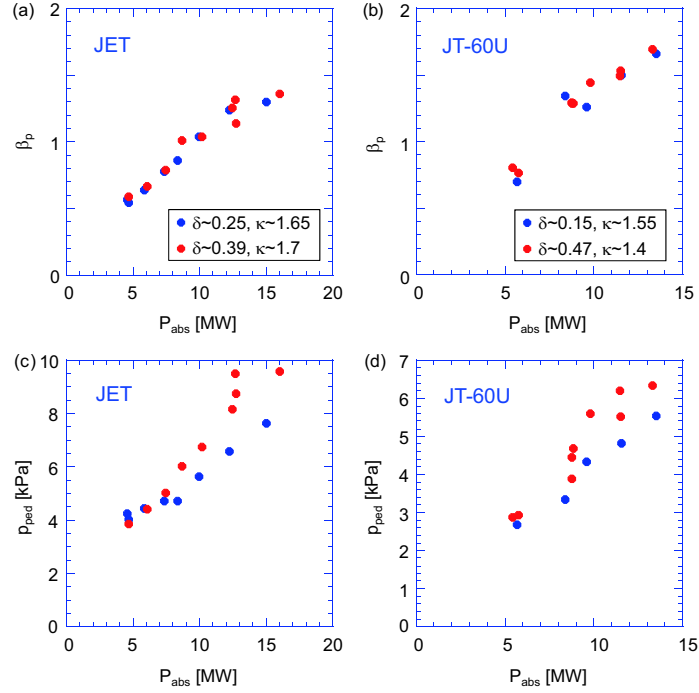 (a)
JET
2
1
0
β_p
0 5 10 15 20
P_abs [MW]
δ~0.25, κ~1.65
δ~0.39, κ~1.7
(b)
JT-60U
2
1
0
β_p
0 5 10 15
P_abs [MW]
δ~0.15, κ~1.55
δ~0.47, κ~1.4
(c)
JET
10
8
6
4
2
0
p_ped [kPa]
0 5 10 15 20
P_abs [MW]
(d)
JT-60U
7
6
5
4
3
2
1
0
p_ped [kPa]
0 5 10 15
P_abs [MW]